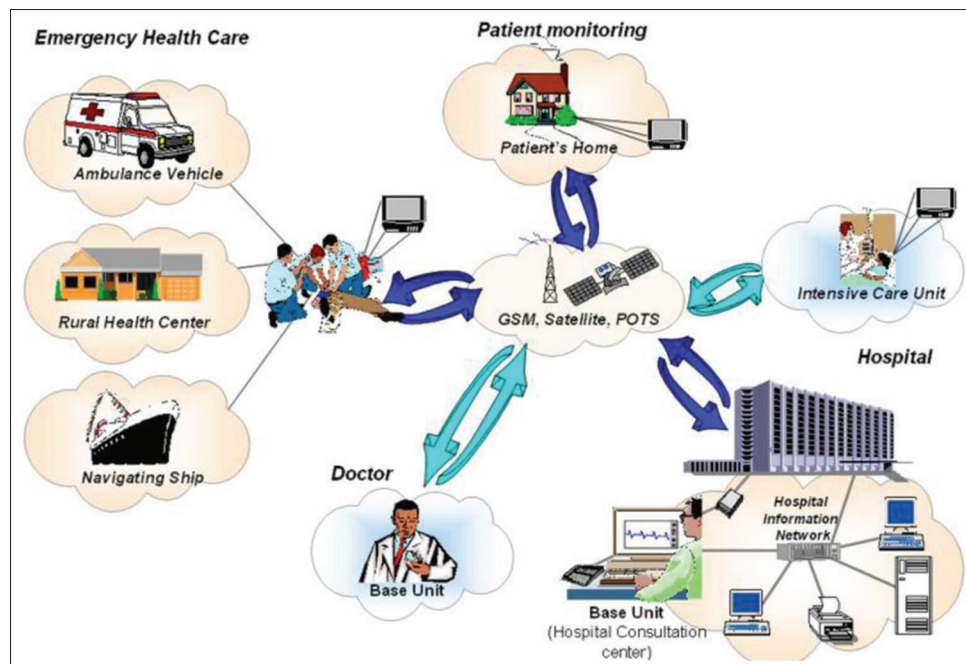 Emergency Health Care
Patient monitoring
Ambulance Vehicle
Patient's Home
Rural Health Center
GSM, Satellite, POTS
Intensive Care Unit
Navigating Ship
Hospital
Doctor
Base Unit
Hospital
Information
Network
Base Unit
(Hospital Consultation
center)